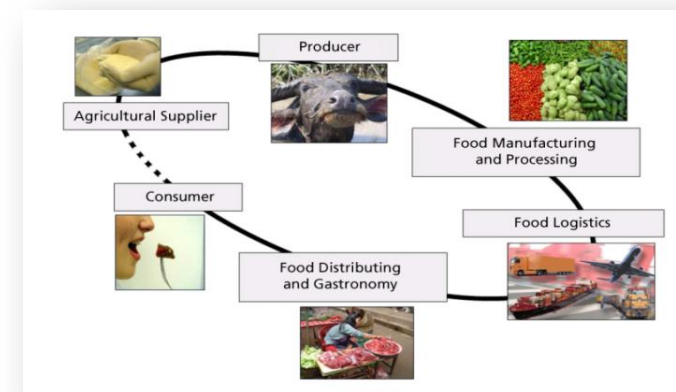 Producer
Agricultural Supplier
Food Manufacturing
and Processing
Consumer
Food Logistics
Food Distributing
and Gastronomy